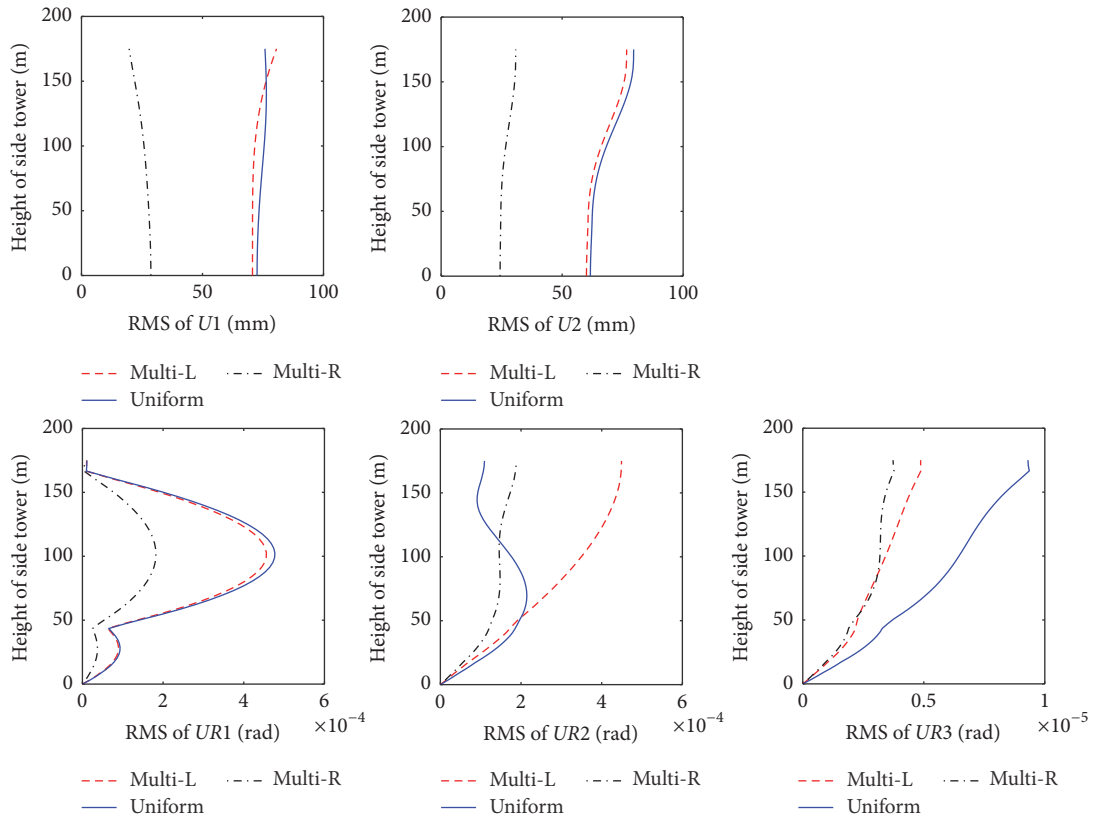 200
150
100
50
0
Height of side tower (m)
0 50 100
RMS of U1 (mm)
Multi-L Multi-R
Uniform
200
150
100
50
0
Height of side tower (m)
0 50 100
RMS of U2 (mm)
Multi-L Multi-R
Uniform
200
150
100
50
0
Height of side tower (m)
0 2 4 6
×10⁻⁴
RMS of UR1 (rad)
Multi-L Multi-R
Uniform
200
150
100
50
0
Height of side tower (m)
0 2 4 6
×10⁻⁴
RMS of UR2 (rad)
Multi-L Multi-R
Uniform
200
150
100
50
0
Height of side tower (m)
0 0.5 1
×10⁻⁵
RMS of UR3 (rad)
Multi-L Multi-R
Uniform